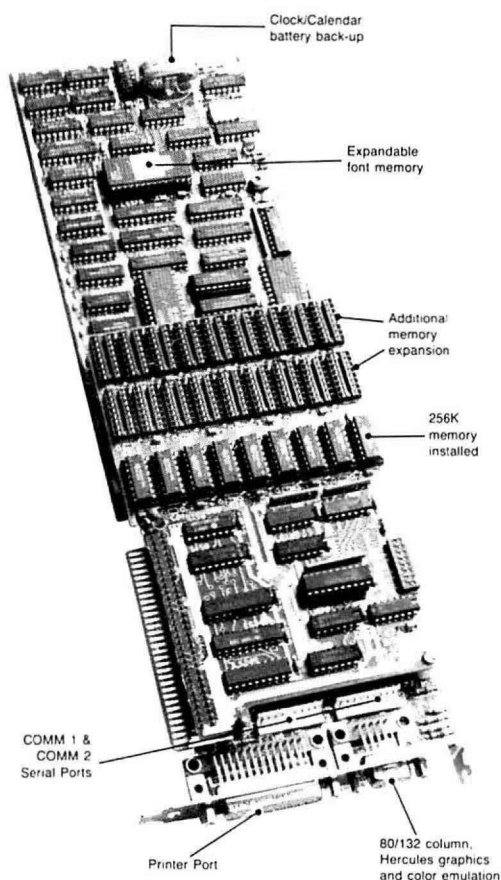 Clock/Calendar
battery back-up
Expandable
font memory
Additional
memory
expansion
256K
memory
installed
COMM 1 &
COMM 2
Serial Ports
Printer Port
80/132 column,
Hercules graphics
and color emulation